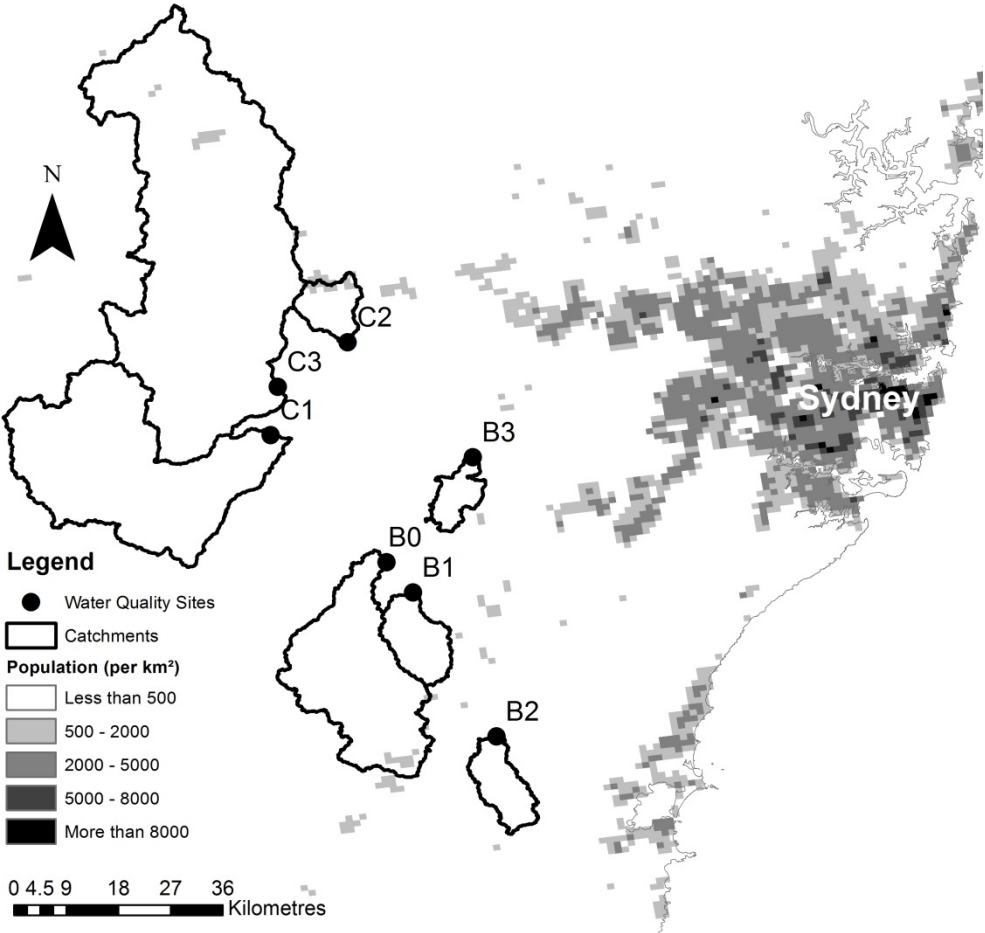 N
C2
C3
C1
Sydney
B3
B0
B1
B2
Legend
Water Quality Sites
Catchments
Population (per km²)
Less than 500
500 - 2000
2000 - 5000
5000 - 8000
More than 8000
0 4.5 9 18 27 36
Kilometres